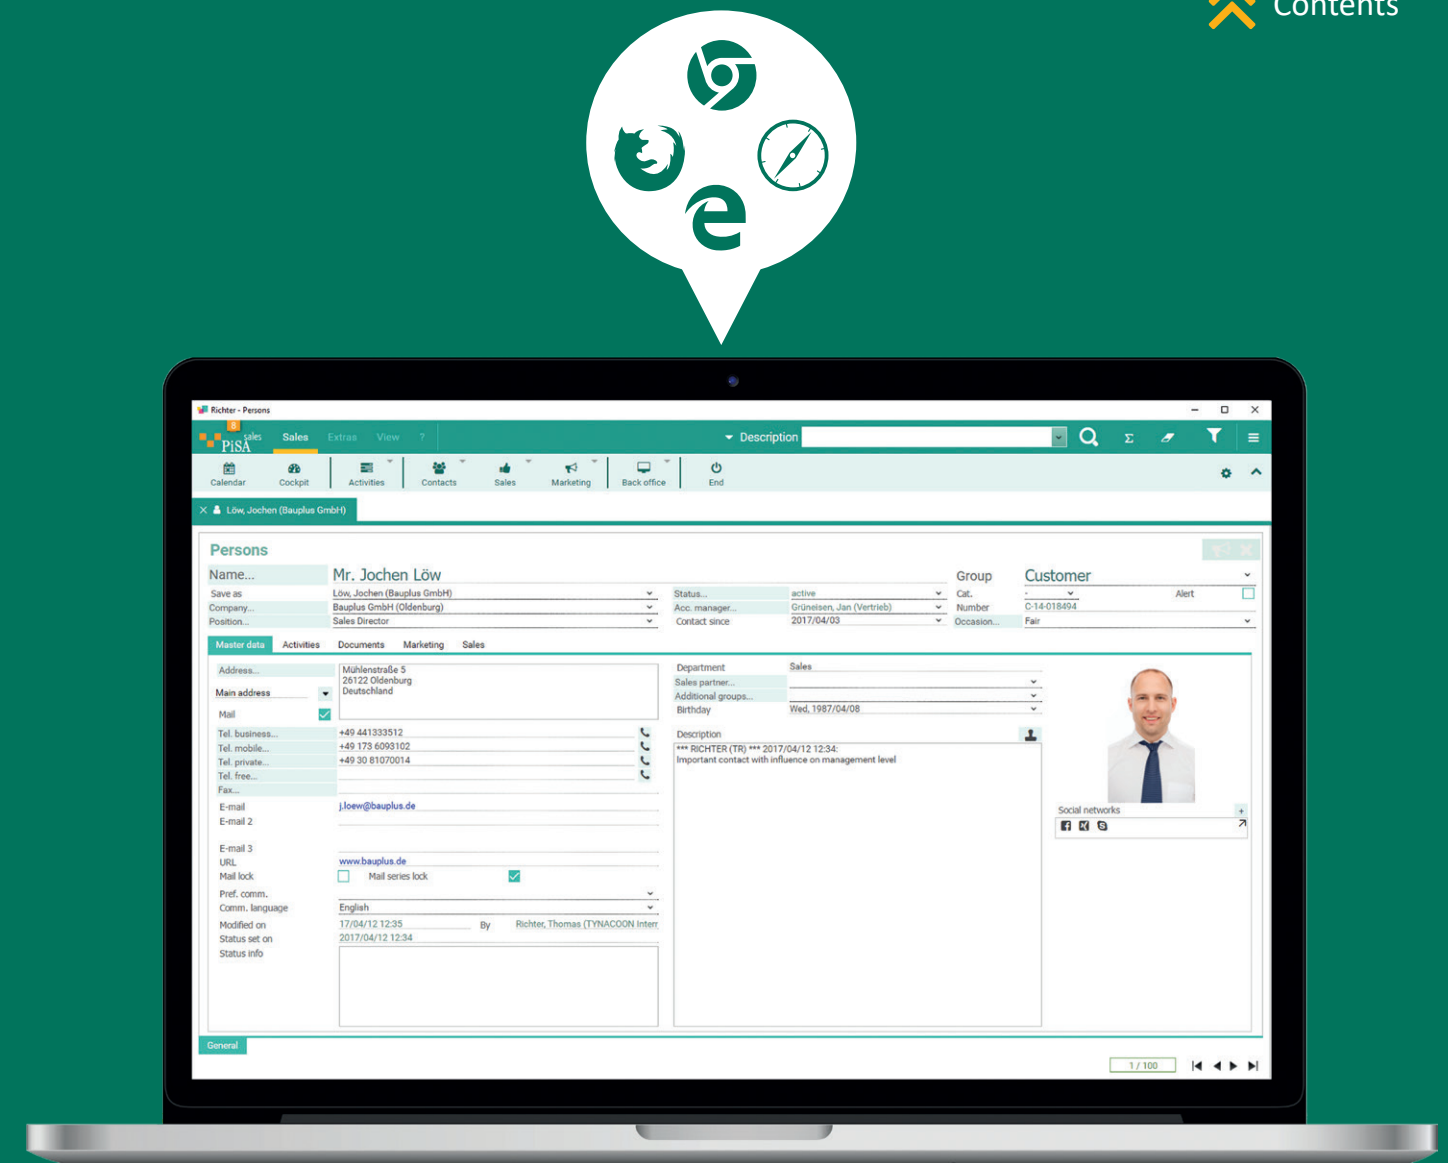 Contents
Richter - Persons
8
PiSA sales
Sales Extras View ?
Description
Σ
Calendar Cockpit Activities Contacts Sales Marketing Back office End
Löw, Jochen (Bauplus GmbH)
Persons
Name... Mr. Jochen Löw Group Customer
Save as Löw, Jochen (Bauplus GmbH) Status... active Cat. - Alert
Company... Bauplus GmbH (Oldenburg) Acc. manager... Grüneisen, Jan (Vertrieb) Number C-14-018494
Position... Sales Director Contact since 2017/04/03 Occasion... Fair
Master data Activities Documents Marketing Sales
Address... Mühlenstraße 5
26122 Oldenburg
Deutschland
Main address
Mail
Tel. business... +49 441333512
Tel. mobile... +49 173 6093102
Tel. private... +49 30 81070014
Tel. free...
Fax...
E-mail j.loew@bauplus.de
E-mail 2
E-mail 3
URL www.bauplus.de
Mail lock Mail series lock
Pref. comm.
Comm. language English
Modified on 17/04/12 12:35 By Richter, Thomas (TYNACOON Interr
Status set on 2017/04/12 12:34
Status info
Department Sales
Sales partner...
Additional groups...
Birthday Wed, 1987/04/08
Description
*** RICHTER (TR) *** 2017/04/12 12:34:
Important contact with influence on management level
Social networks +
General
1 / 100